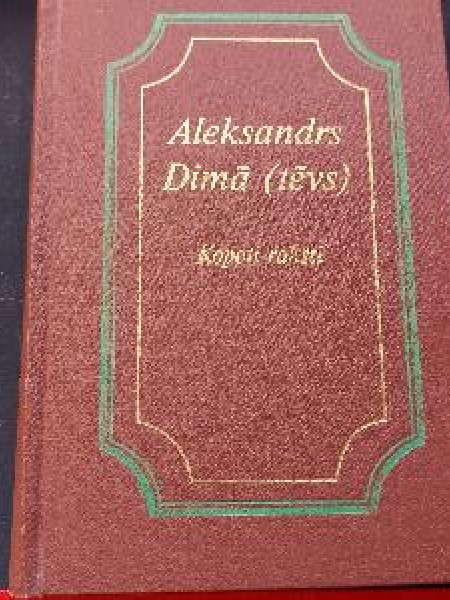 Aleksandrs
Dimā (tēvs)
Kopoti raksti